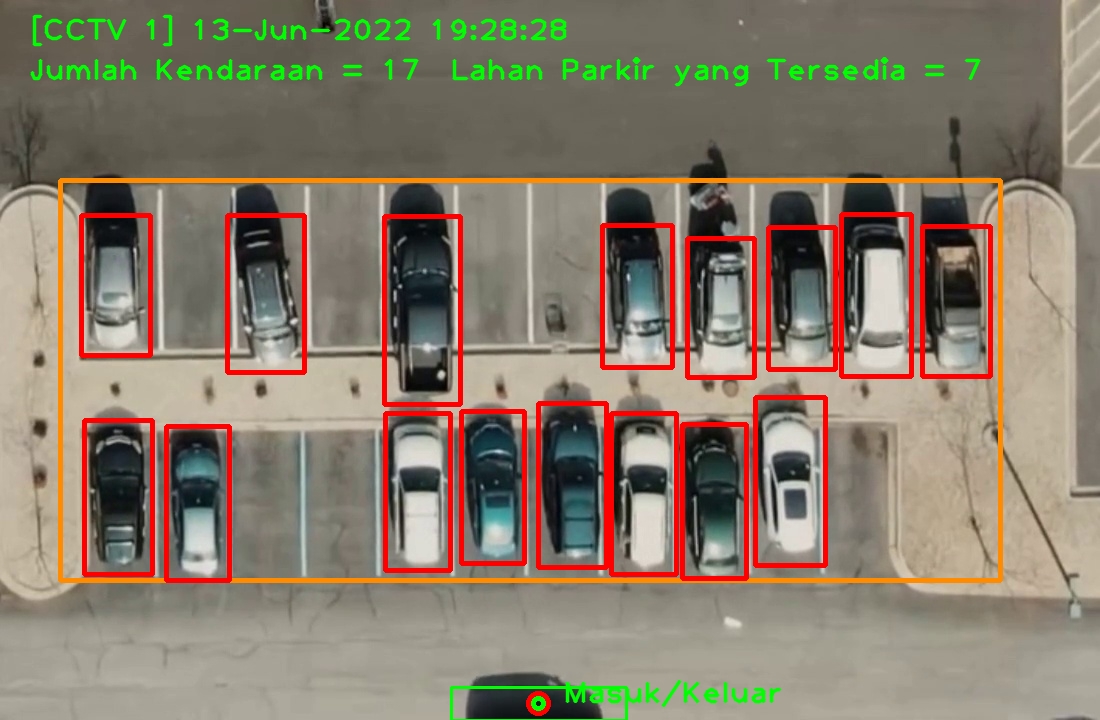 [CCTV 1] 13-Jun-2022 19:28:28
Jumlah Kendaraan = 17 Lahan Parkir yang Tersedia = 7
Masuk/Keluar